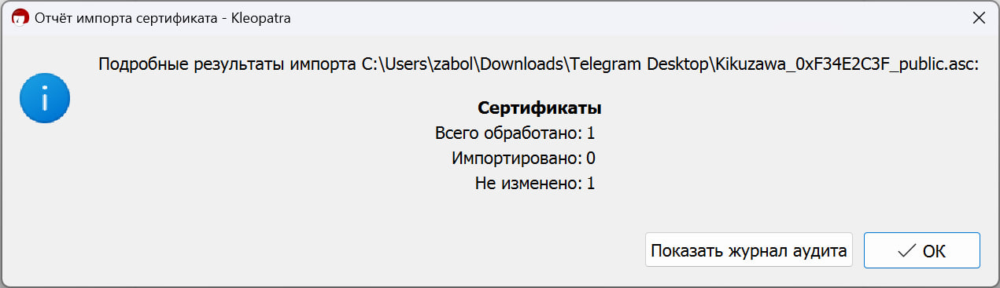 Отчёт импорта сертификата - Kleopatra
Подробные результаты импорта C:\Users\zabol\Downloads\Telegram Desktop\Kikuzawa_0xF34E2C3F_public.asc:
Сертификаты
Всего обработано: 1
Импортировано: 0
Не изменено: 1
Показать журнал аудита
ОК